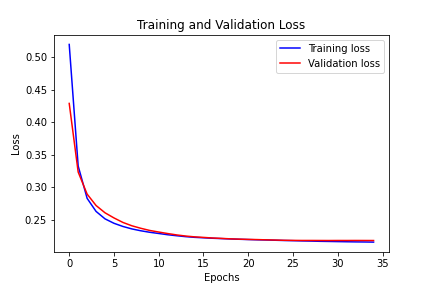 Training and Validation Loss
Training loss
Validation loss
Loss
0.50
0.45
0.40
0.35
0.30
0.25
0 5 10 15 20 25 30 35
Epochs